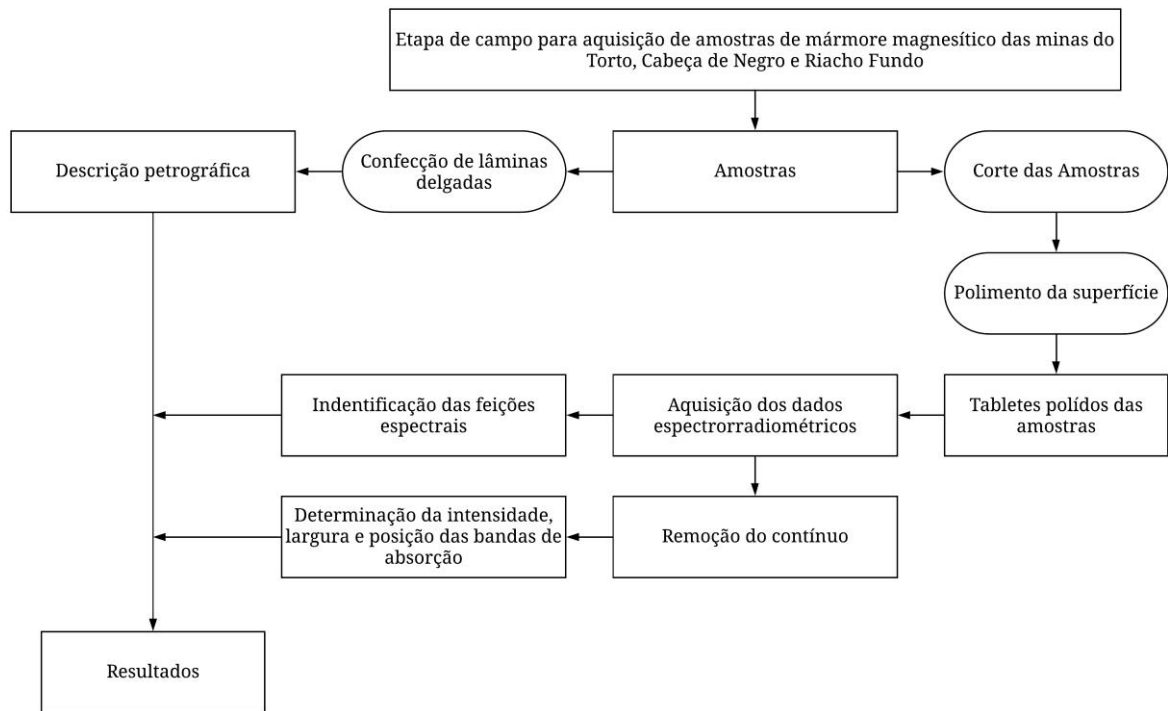 Etapa de campo para aquisição de amostras de mármore magnesítico das minas do
Torto, Cabeça de Negro e Riacho Fundo
Descrição petrográfica
Confecção de lâminas
delgadas
Amostras
Corte das Amostras
Polimento da superfície
Indentificação das feições
espectrais
Aquisição dos dados
espectrorradiométricos
Tabletes polídos das
amostras
Determinação da intensidade,
largura e posição das bandas de
absorção
Remoção do contínuo
Resultados